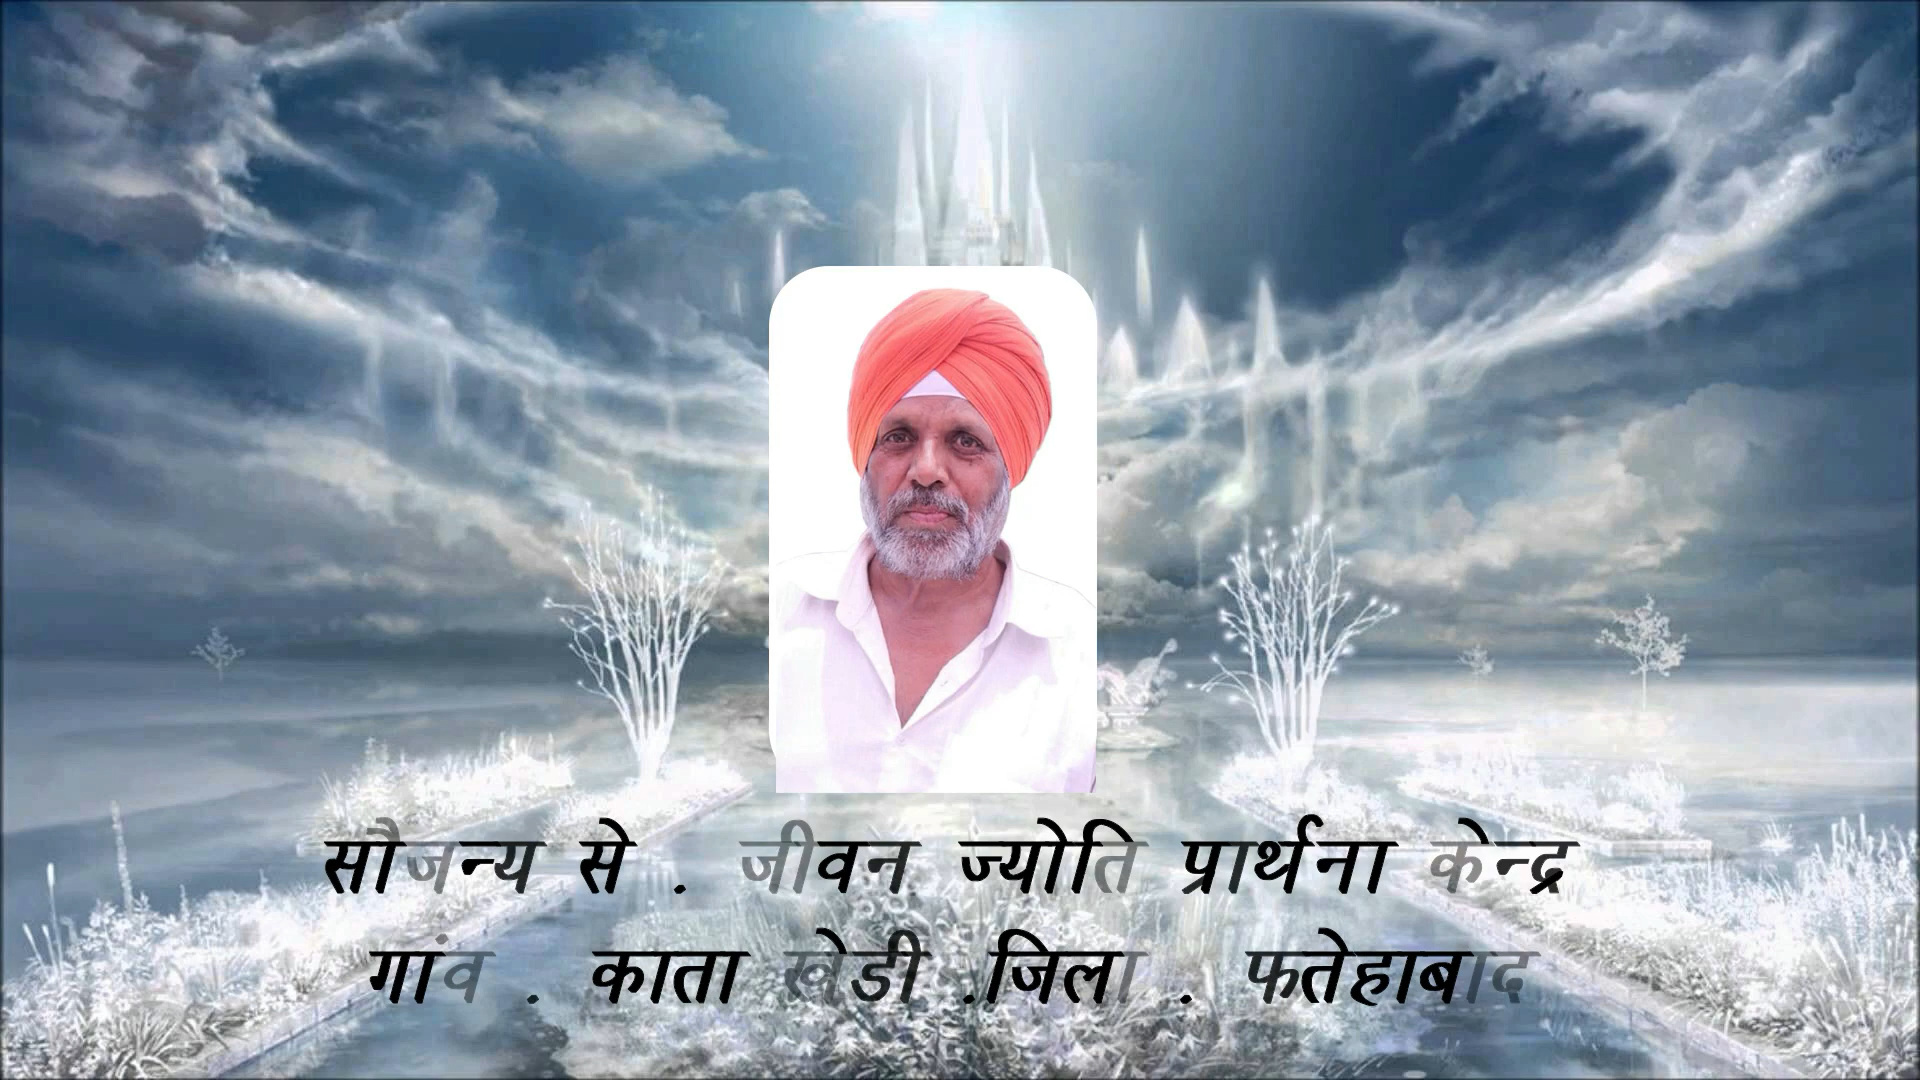 सौजन्य से . जीवन ज्योति प्रार्थना केन्द्र
गांव . काता खेडी .जिला . फतेहाबाद